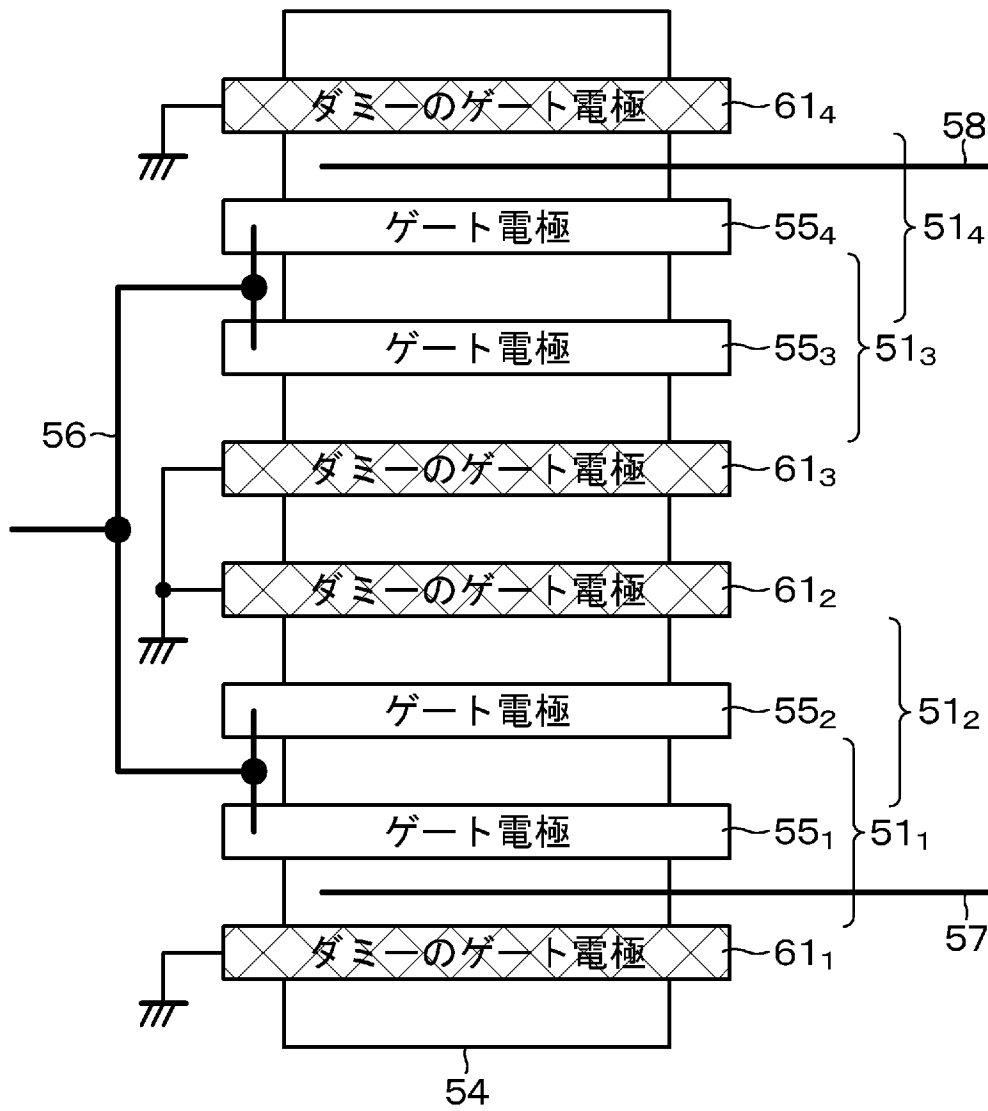 ダミーのゲート電極 61₄
58
ゲート電極 55₄ 51₄
ゲート電極 55₃ 51₃
56
ダミーのゲート電極 61₃
ダミーのゲート電極 61₂
ゲート電極 55₂ 51₂
ゲート電極 55₁ 51₁
57
ダミーのゲート電極 61₁
54